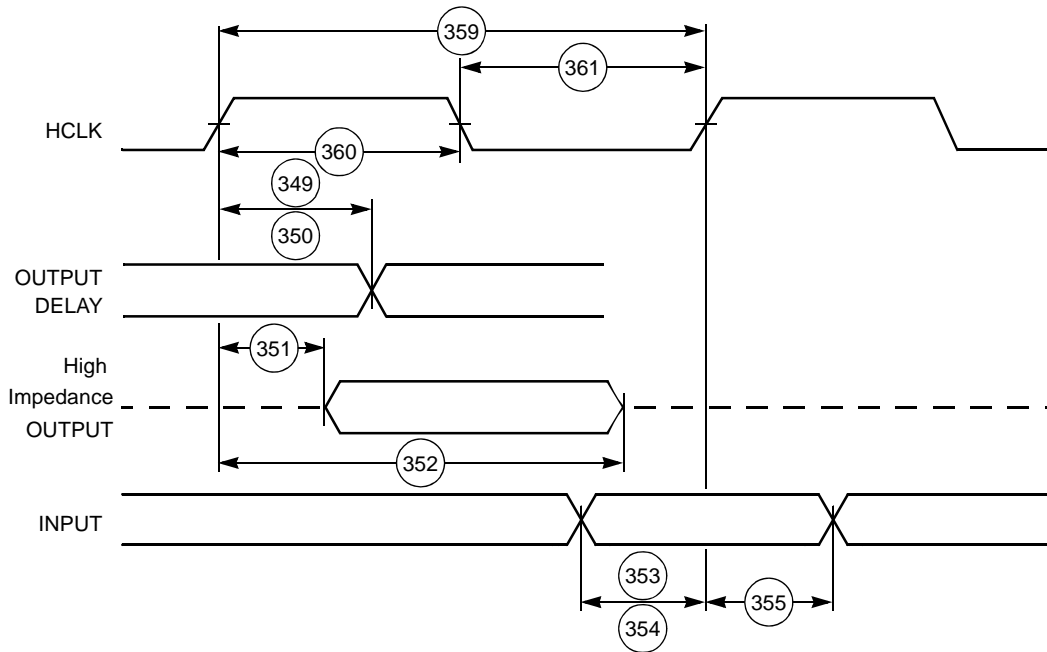 359
361
HCLK
360
349
350
OUTPUT
DELAY
351
High
Impedance
OUTPUT
352
INPUT
353
355
354